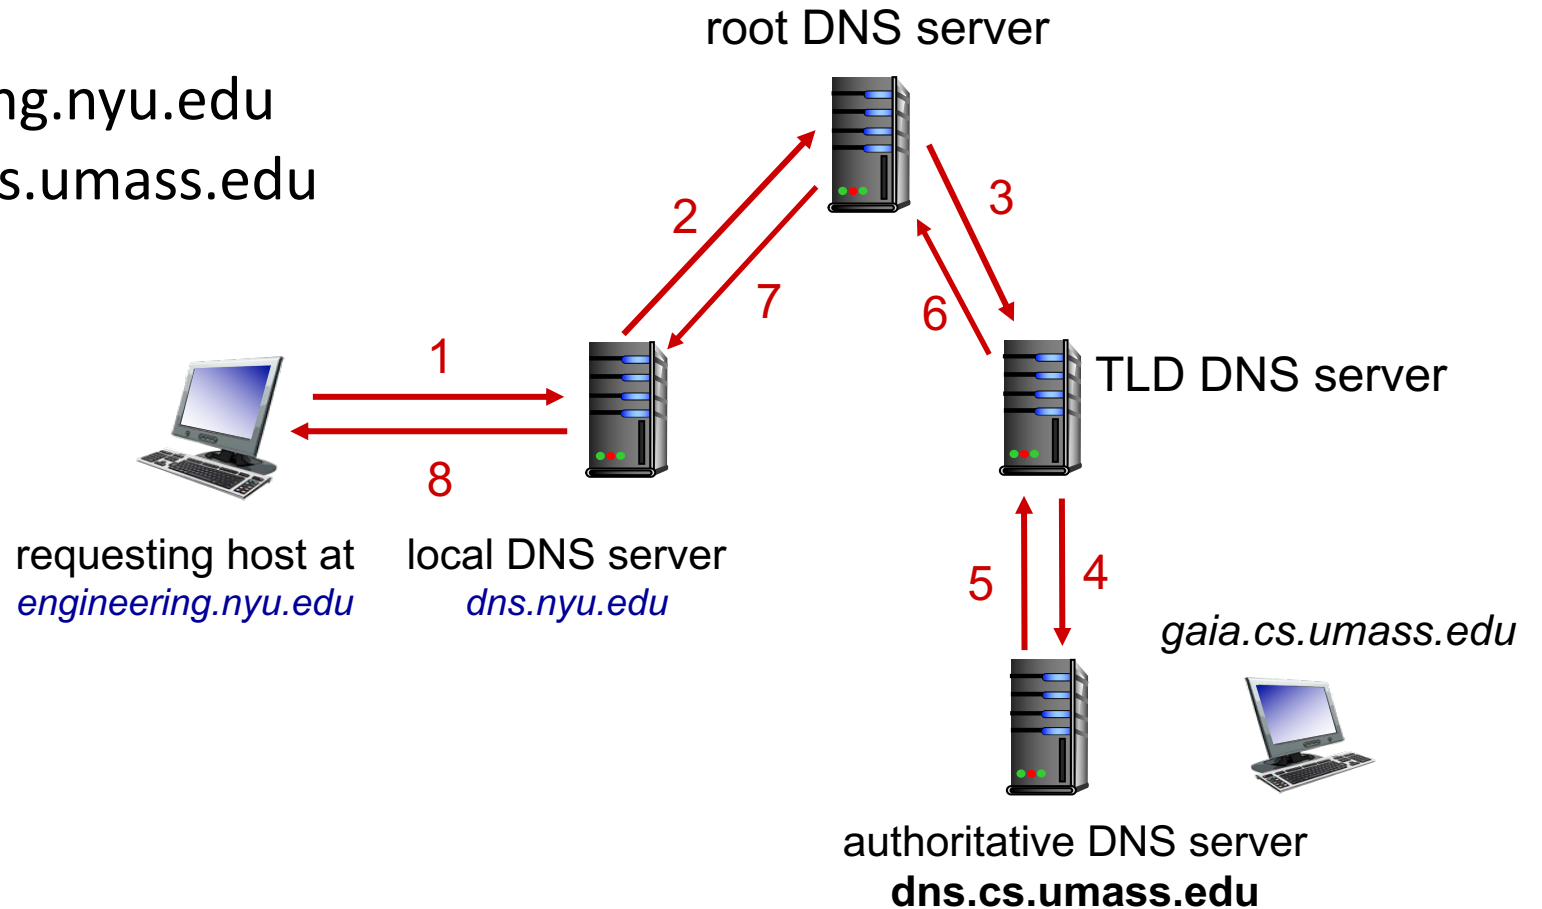 root DNS server
ng.nyu.edu
s.umass.edu
2
3
7
6
1
TLD DNS server
8
requesting host at
engineering.nyu.edu
local DNS server
dns.nyu.edu
5
4
gaia.cs.umass.edu
authoritative DNS server
dns.cs.umass.edu